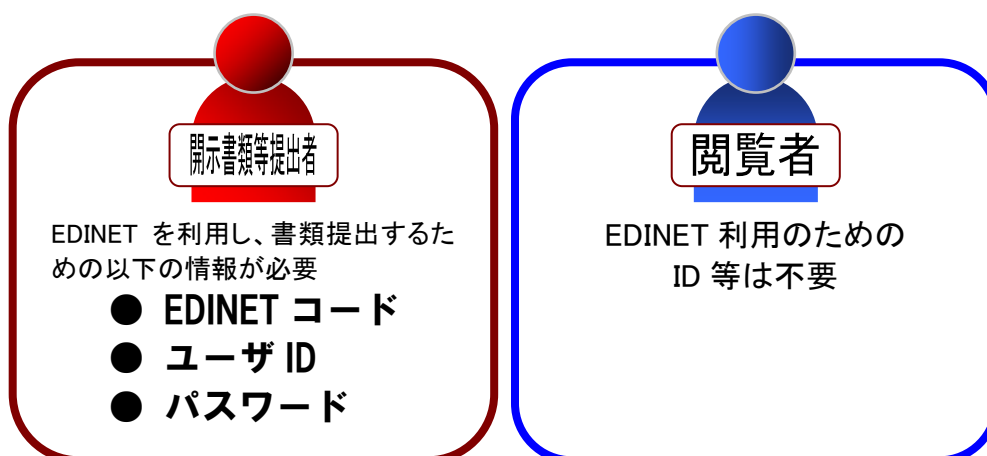 開示書類等提出者
EDINET を利用し、書類提出するた
めの以下の情報が必要
● EDINET コード
● ユーザ ID
● パスワード
閲覧者
EDINET 利用のための
ID 等は不要